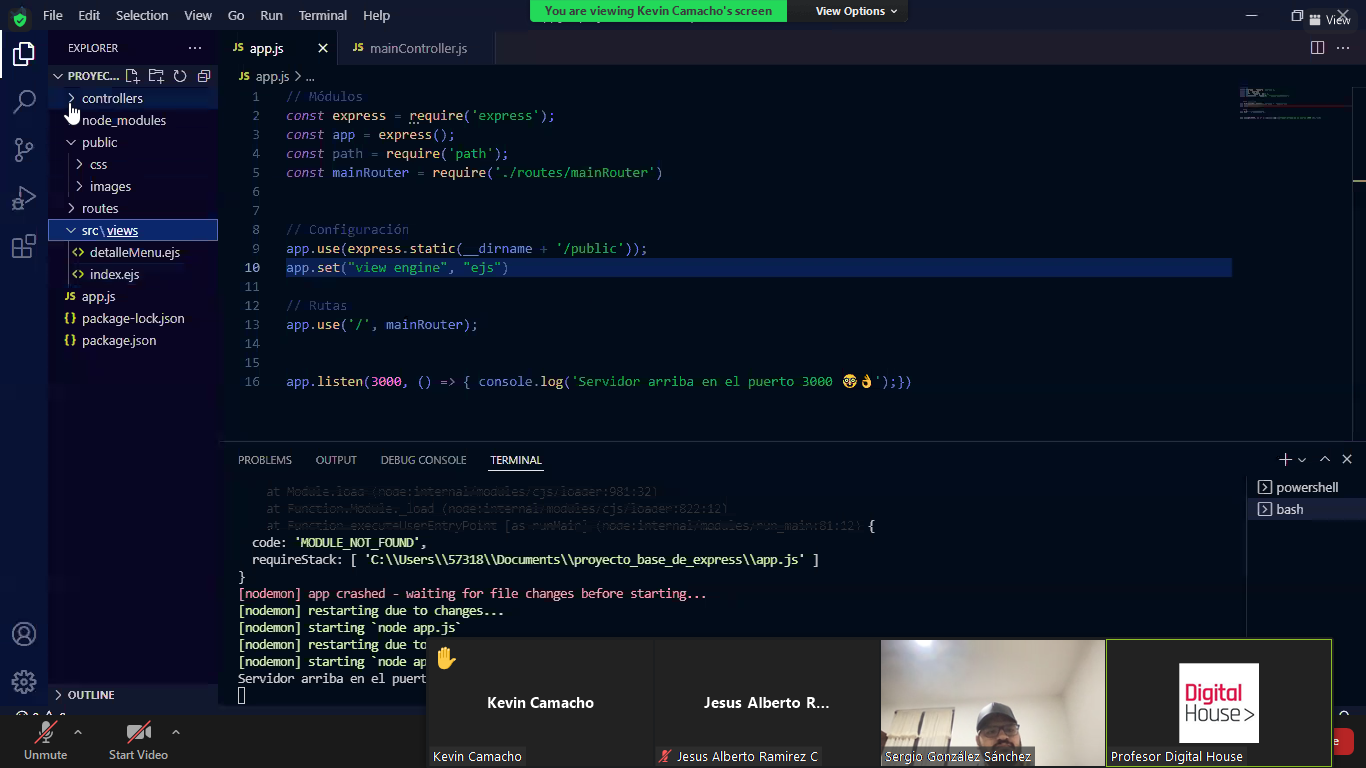 File Edit Selection View Go Run Terminal Help
You are viewing Kevin Camacho's screen
View Options
View
EXPLORER
PROYEC...
controllers
node_modules
public
css
images
routes
src\views
detalleMenu.ejs
index.ejs
JS app.js
{} package-lock.json
{} package.json
OUTLINE
JS app.js
JS mainController.js
JS app.js > ...
1 // Módulos
2 const express = require('express');
3 const app = express();
4 const path = require('path');
5 const mainRouter = require('./routes/mainRouter')
6
7
8 // Configuración
9 app.use(express.static(__dirname + '/public'));
10 app.set("view engine", "ejs")
11
12 // Rutas
13 app.use('/', mainRouter);
14
15
16 app.listen(3000, () => { console.log('Servidor arriba en el puerto 3000 🤓👌');})
PROBLEMS OUTPUT DEBUG CONSOLE TERMINAL
powershell
bash
at Module.load (node:internal/modules/cjs/loader:981:32)
at Function.Module._load (node:internal/modules/cjs/loader:822:12)
at Function.executeUserEntryPoint [as runMain] (node:internal/modules/run_main:81:12) {
code: 'MODULE_NOT_FOUND',
requireStack: [ 'C:\\Users\\57318\\Documents\\proyecto_base_de_express\\app.js' ]
}
[nodemon] app crashed - waiting for file changes before starting...
[nodemon] restarting due to changes...
[nodemon] starting `node app.js`
[nodemon] restarting due to
[nodemon] starting `node ap
Servidor arriba en el puert
Kevin Camacho
Kevin Camacho
Jesus Alberto R...
Jesus Alberto Ramirez C
Sergio González Sánchez
Digital
House>
Profesor Digital House
Unmute
Start Video